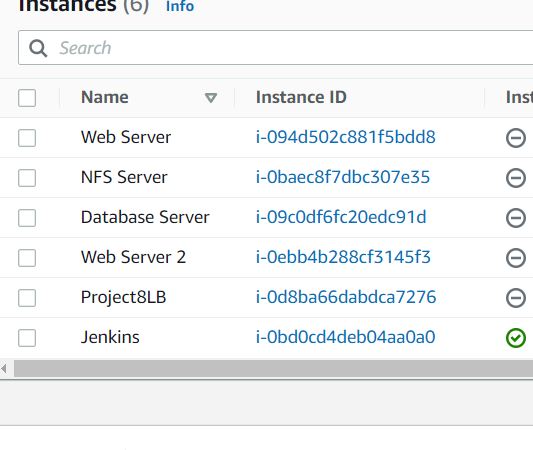 Instances (6) Info
Search
Name Instance ID Inst
Web Server i-094d502c881f5bdd8
NFS Server i-0baec8f7dbc307e35
Database Server i-09c0df6fc20edc91d
Web Server 2 i-0ebb4b288cf3145f3
Project8LB i-0d8ba66dabdca7276
Jenkins i-0bd0cd4deb04aa0a0